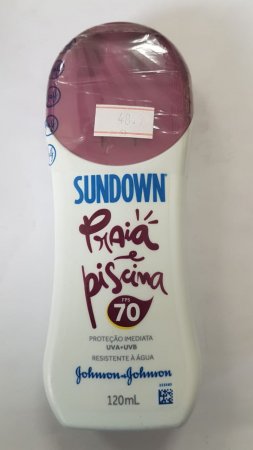 SUNDOWN
PRAiA
e
piscina
FPS
70
PROTEÇÃO IMEDIATA
UVA+UVB
RESISTENTE À ÁGUA
Johnson & Johnson
120mL